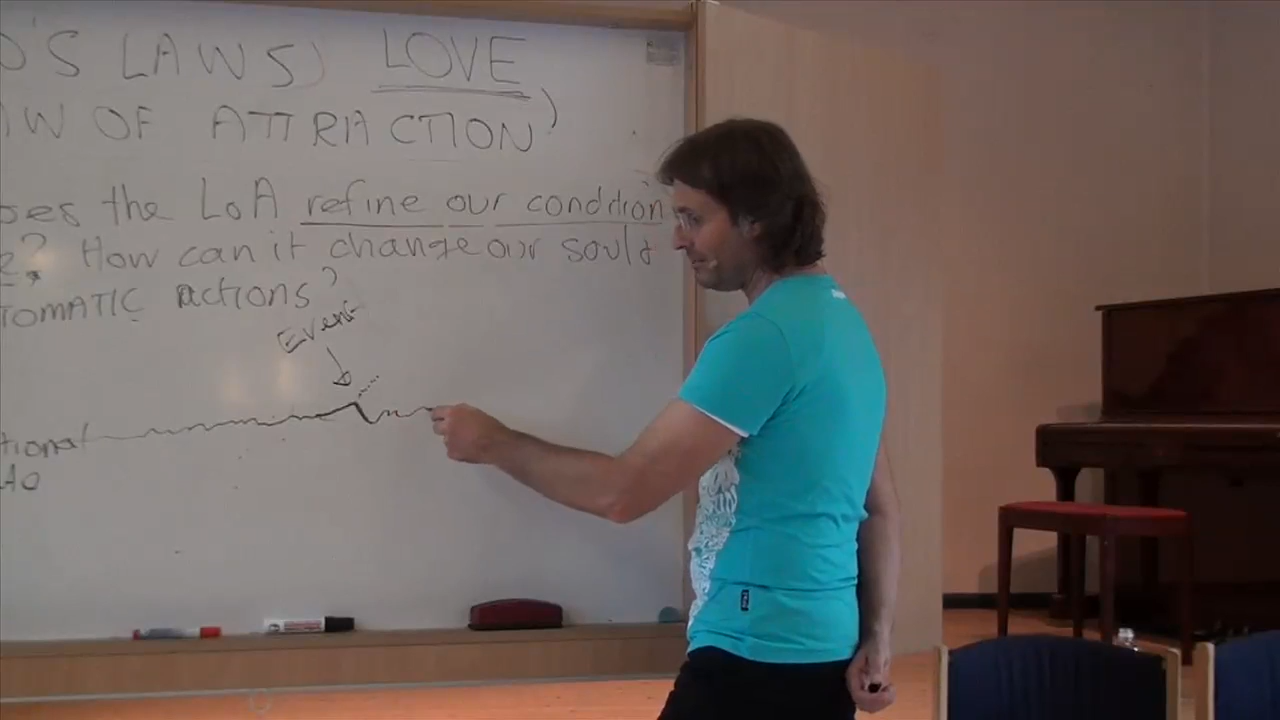 O'S LAWS) LOVE
AW OF ATTRACTION)
oes the LoA refine our condition
e? How can it change our souls
TOMATIC actions?
Event
tional